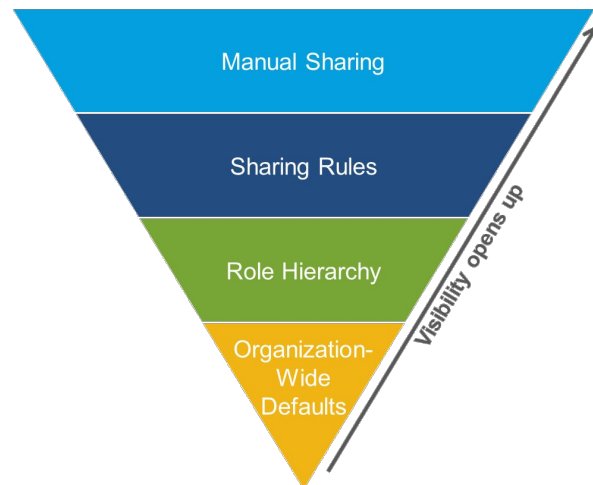 Manual Sharing
Sharing Rules
Role Hierarchy
Organization-
Wide
Defaults
Visibility opens up